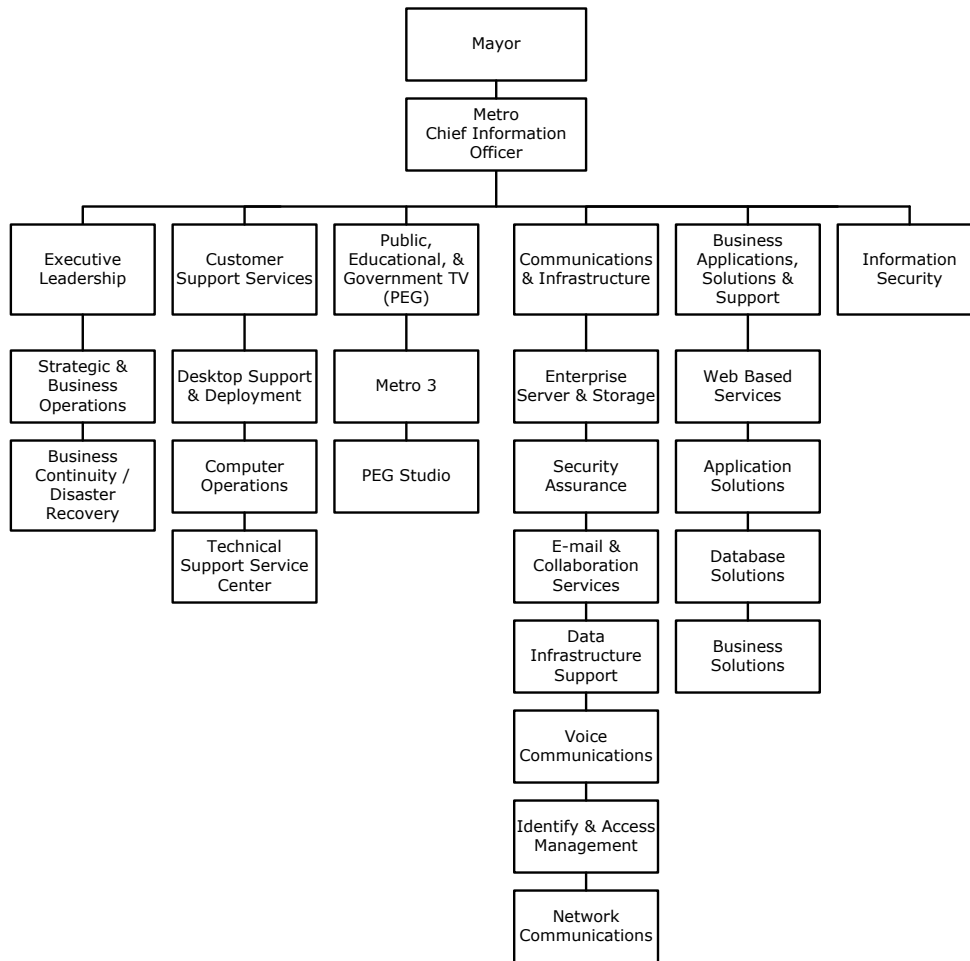 Mayor
Metro
Chief Information
Officer
Executive
Leadership
Customer
Support Services
Public,
Educational, &
Government TV
(PEG)
Communications
& Infrastructure
Business
Applications,
Solutions &
Support
Information
Security
Strategic &
Business
Operations
Desktop Support
& Deployment
Metro 3
Enterprise
Server & Storage
Web Based
Services
Business
Continuity /
Disaster
Recovery
Computer
Operations
PEG Studio
Security
Assurance
Application
Solutions
Technical
Support Service
Center
E-mail &
Collaboration
Services
Database
Solutions
Data
Infrastructure
Support
Business
Solutions
Voice
Communications
Identify & Access
Management
Network
Communications